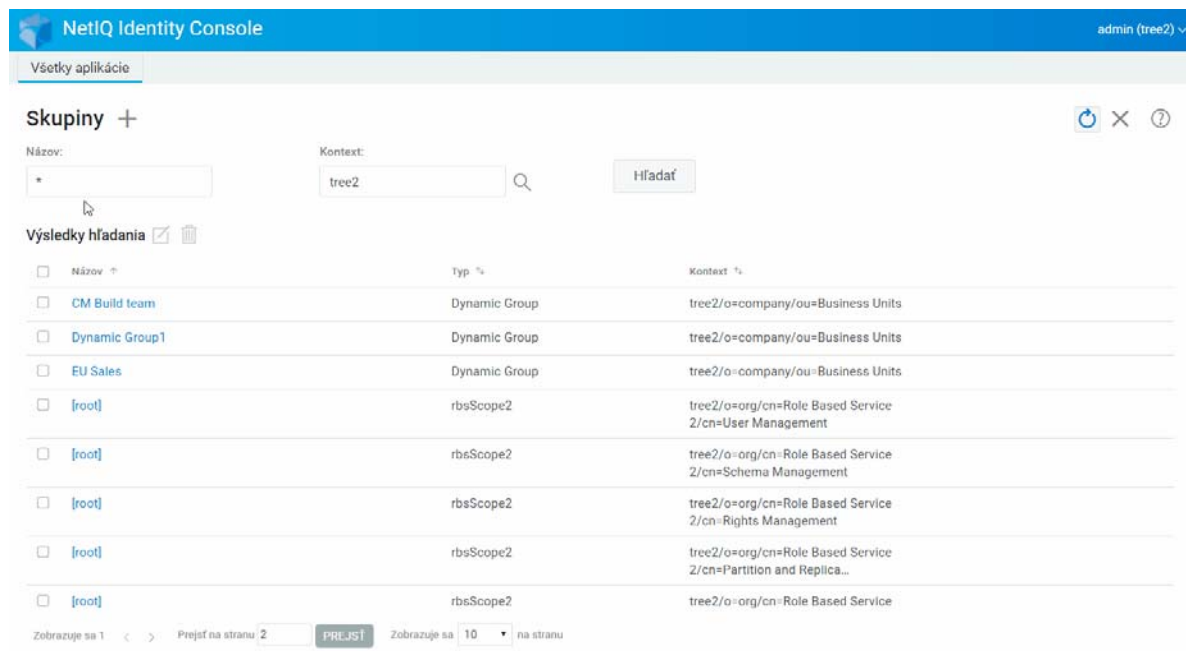 NetIQ Identity Console
admin (tree2)
Všetky aplikácie
Skupiny
Názov:
Kontext:
*
tree2
Hľadať
Výsledky hľadania
Názov Typ Kontext
CM Build team Dynamic Group tree2/o=company/ou=Business Units
Dynamic Group1 Dynamic Group tree2/o=company/ou=Business Units
EU Sales Dynamic Group tree2/o=company/ou=Business Units
[root] rbsScope2 tree2/o=org/cn=Role Based Service
2/cn=User Management
[root] rbsScope2 tree2/o=org/cn=Role Based Service
2/cn=Schema Management
[root] rbsScope2 tree2/o=org/cn=Role Based Service
2/cn=Rights Management
[root] rbsScope2 tree2/o=org/cn=Role Based Service
2/cn=Partition and Replica...
[root] rbsScope2 tree2/o=org/cn=Role Based Service
Zobrazuje sa 1 < > Prejsť na stranu 2 PREJSŤ Zobrazuje sa 10 na stranu